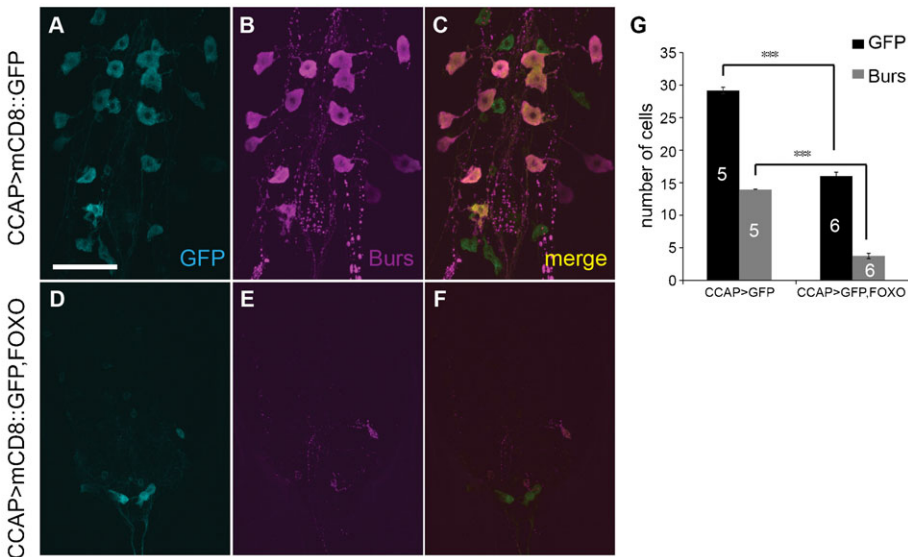 CCAP>mCD8::GFP
A
GFP
B
Burs
C
merge
CCAP>mCD8::GFP,FOXO
D
E
F
G
GFP
Burs
number of cells
35
30
25
20
15
10
5
0
***
***
5
5
6
6
CCAP>GFP
CCAP>GFP,FOXO